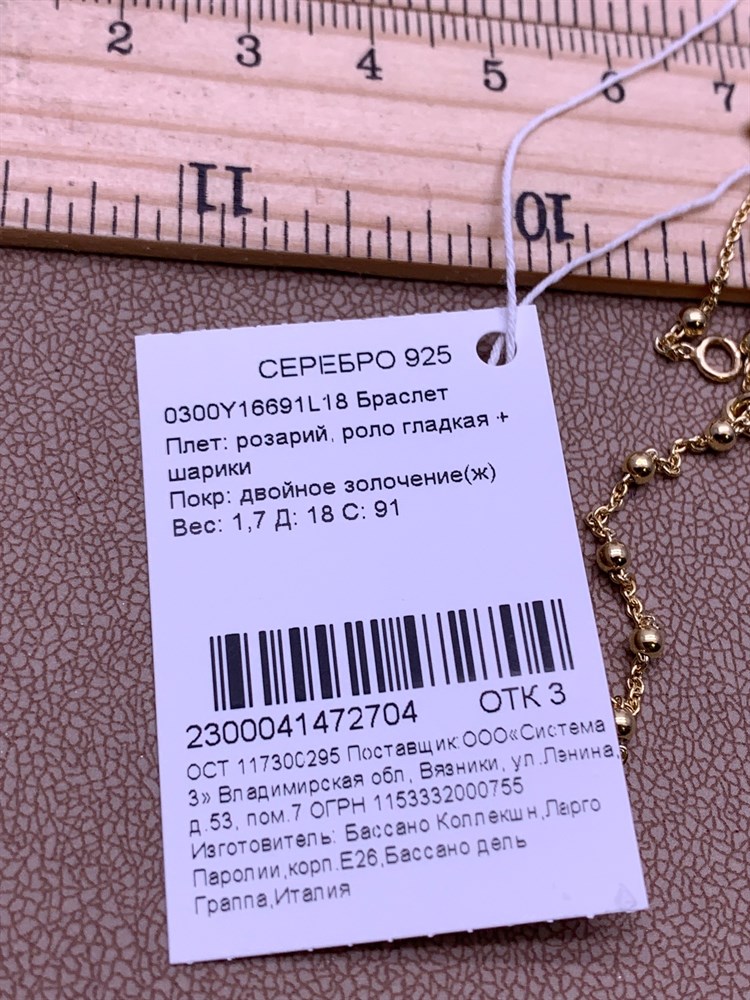 2 3 4 5 6 7
11 10
СЕРЕБРО 925
0300Y16691L18 Браслет
Плет: розарий, роло гладкая +
шарики
Покр: двойное золочение(ж)
Вес: 1,7 Д: 18 С: 91
2300041472704 ОТК 3
ОСТ 117300295 Поставщик:ООО«Система
3» Владимирская обл, Вязники, ул.Лэнина,
д.53, пом.7 ОГРН 1153332000755
Изготовитель: Бассано Коллекшн,Ларго
Паролии,корп.Е26,Бассано дель
Граппа,Италия